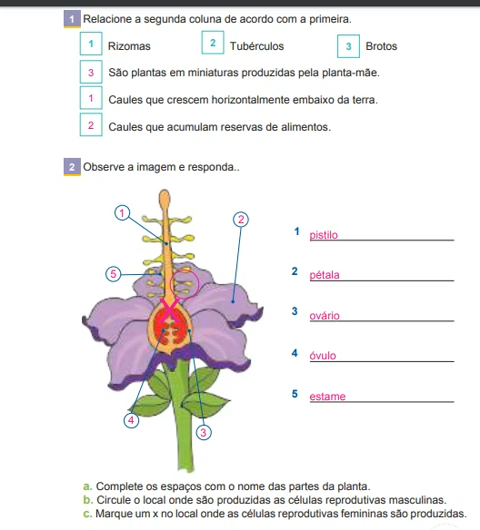 1 Relacione a segunda coluna de acordo com a primeira.
1 Rizomas 2 Tubérculos 3 Brotos
3 São plantas em miniaturas produzidas pela planta-mãe.
1 Caules que crescem horizontalmente embaixo da terra.
2 Caules que acumulam reservas de alimentos.
2 Observe a imagem e responda..
1
2
5
4
3
1 pistilo
2 pétala
3 ovário
4 óvulo
5 estame
a. Complete os espaços com o nome das partes da planta.
b. Circule o local onde são produzidas as células reprodutivas masculinas.
c. Marque um x no local onde as células reprodutivas femininas são produzidas.